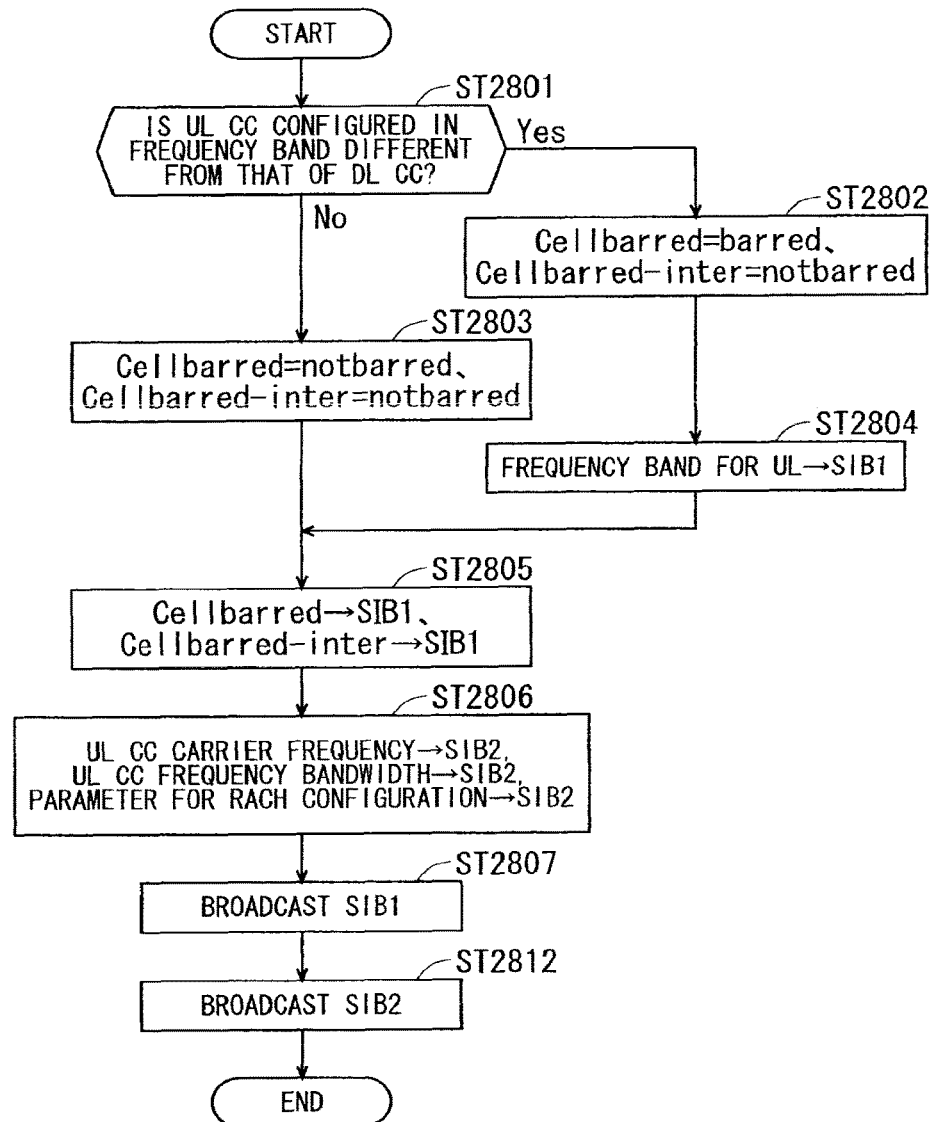 START
ST2801
IS UL CC CONFIGURED IN
FREQUENCY BAND DIFFERENT
FROM THAT OF DL CC?
Yes
No
ST2802
Cellbarred=barred、
Cellbarred-inter=notbarred
ST2803
Cellbarred=notbarred、
Cellbarred-inter=notbarred
ST2804
FREQUENCY BAND FOR UL→SIB1
ST2805
Cellbarred→SIB1、
Cellbarred-inter→SIB1
ST2806
UL CC CARRIER FREQUENCY→SIB2,
UL CC FREQUENCY BANDWIDTH→SIB2,
PARAMETER FOR RACH CONFIGURATION→SIB2
ST2807
BROADCAST SIB1
ST2812
BROADCAST SIB2
END